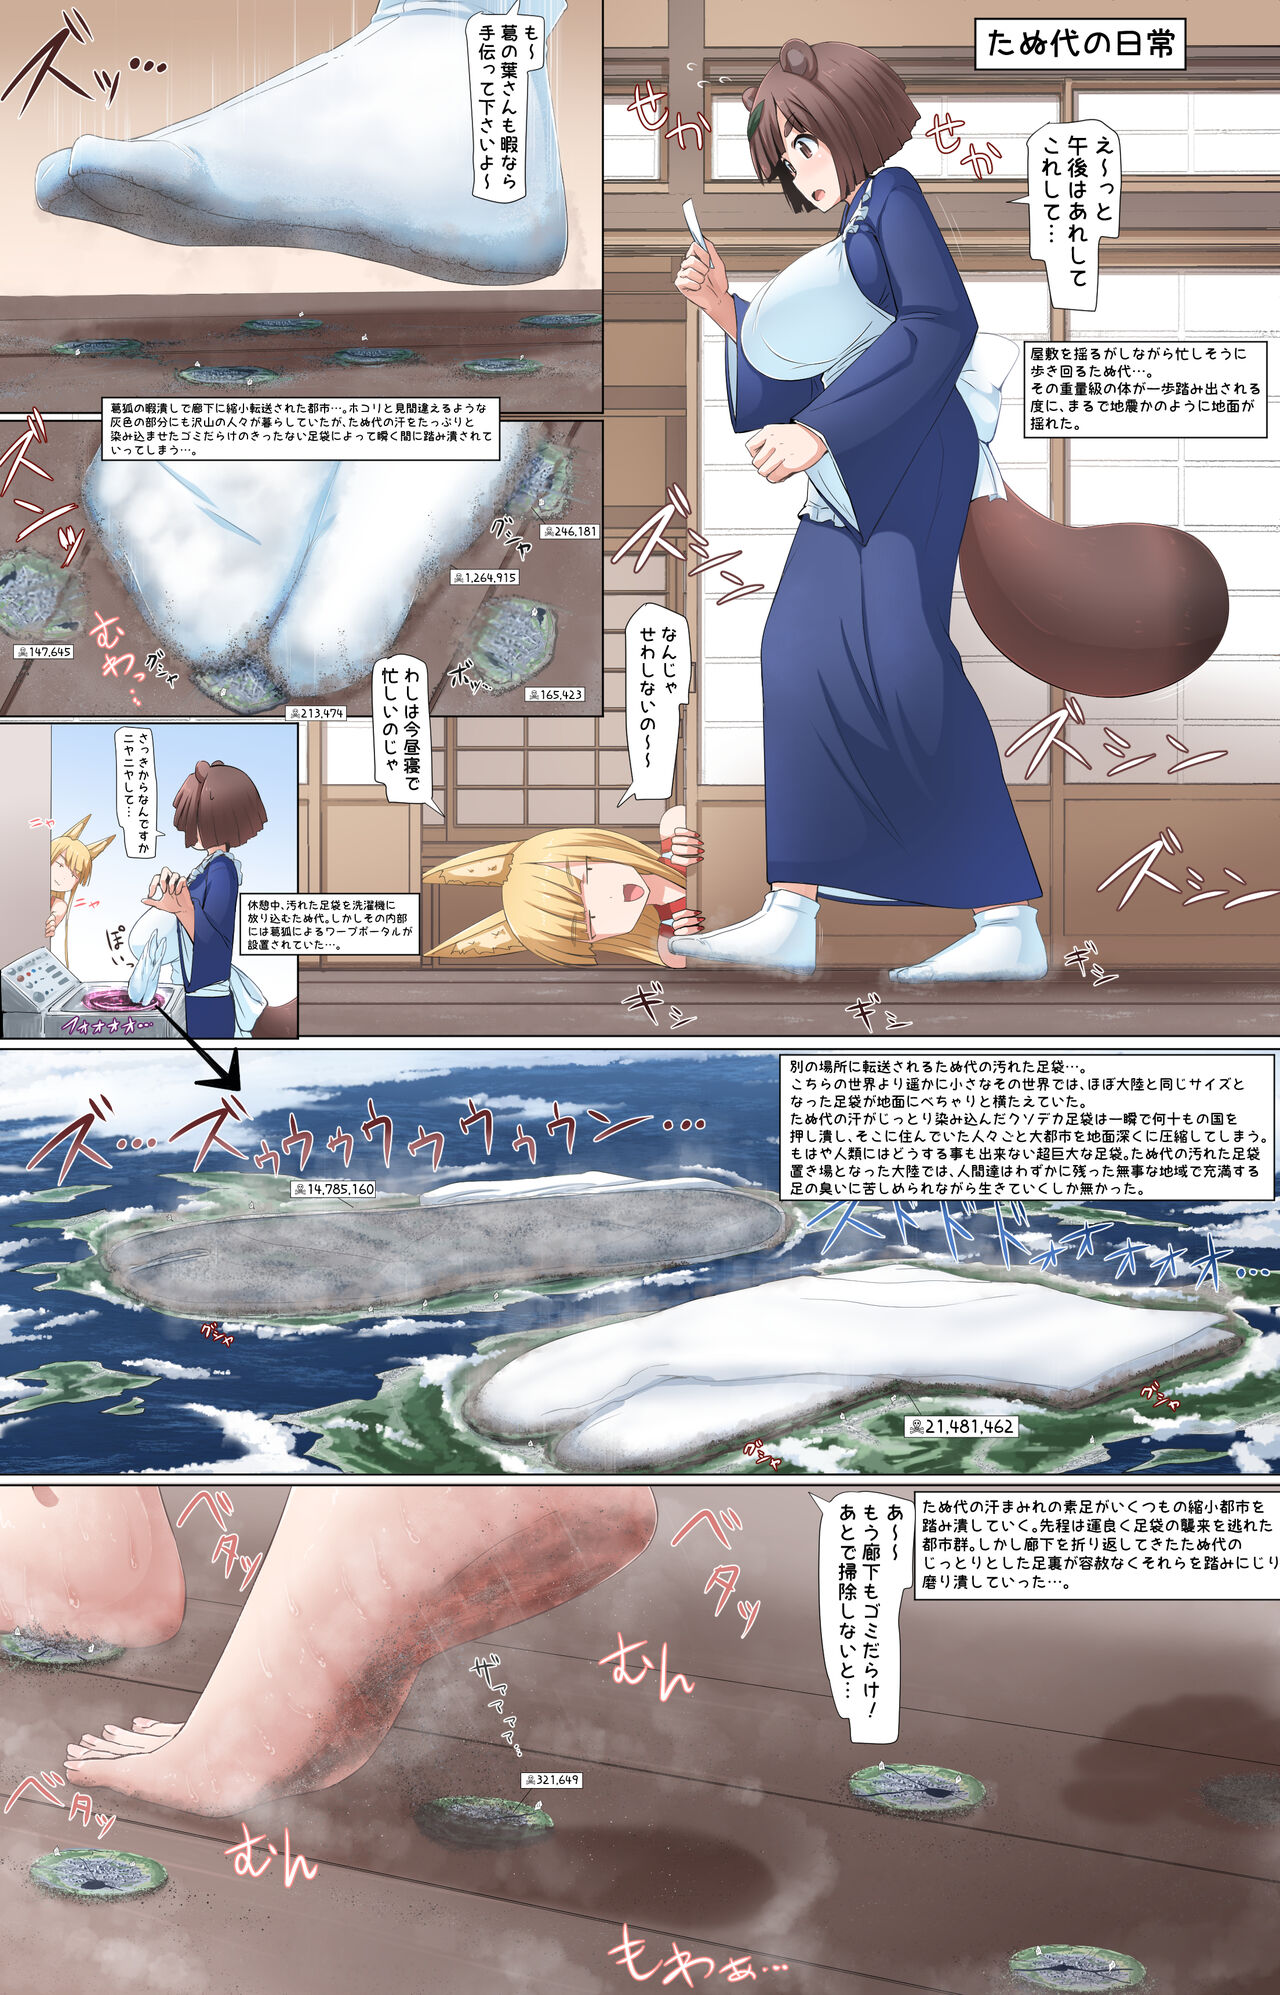 たぬ代の日常
え～っと
午後はあれして
これして…
せか
せか
屋敷を揺るがしながら忙しそうに
歩き回るたぬ代…。
その重量級の体が一歩踏み出される
度に、まるで地震かのように地面が
揺れた。
ズシン
ズシン
ズシン
なんじゃ
せわしないの～～
わしは今昼寝で
忙しいのじゃ
ギシ
ギシ
ギシ
も～
葛の葉さんも暇なら
手伝って下さいよ～
ズッ…
葛狐の暇潰しで廊下に縮小転送された都市…。ホコリと見間違えるような
灰色の部分にも沢山の人々が暮らしていたが、たぬ代の汗をたっぷりと
染み込ませたゴミだらけのきったない足袋によって瞬く間に踏み潰されて
いってしまう…。
ズンッ
グシャ
246,181
1,264,915
147,645
むわっ…
グシャ
ボッ…
165,423
213,474
さっきからなんですか
ニヤニヤして…
ニャ
ニャ
ぽいっ
フォオオオ…
休憩中、汚れた足袋を洗濯機に
放り込むたぬ代。しかしその内部
には葛狐によるワープポータルが
設置されていた…。
別の場所に転送されるたぬ代の汚れた足袋…。
こちらの世界より遥かに小さなその世界では、ほぼ大陸と同じサイズと
なった足袋が地面にべちゃりと横たえていた。
たぬ代の汗がじっとり染み込んだクソデカ足袋は一瞬で何十もの国を
押し潰し、そこに住んでいた人々ごと大都市を地面深くに圧縮してしまう。
もはや人類にはどうする事も出来ない超巨大な足袋。たぬ代の汚れた足袋
置き場となった大陸では、人間達はわずかに残った無事な地域で充満する
足の臭いに苦しめられながら生きていくしか無かった。
ズ…ズゥウゥウゥウゥン…
14,785,160
ズドドドォオオオオ…
グシャ
グシャ
グシャ
21,481,462
たぬ代の汗まみれの素足がいくつもの縮小都市を
踏み潰していく。先程は運良く足袋の襲来を逃れた
都市群。しかし廊下を折り返してきたたぬ代の
じっとりとした足裏が容赦なくそれらを踏みにじり
磨り潰していった…。
あ～～
もう廊下もゴミだらけ!
あとで掃除しないと…
ベタッ
ベタッ
むん
ザァァァァ…
321,649
ベタッ
むん
もわぁ…